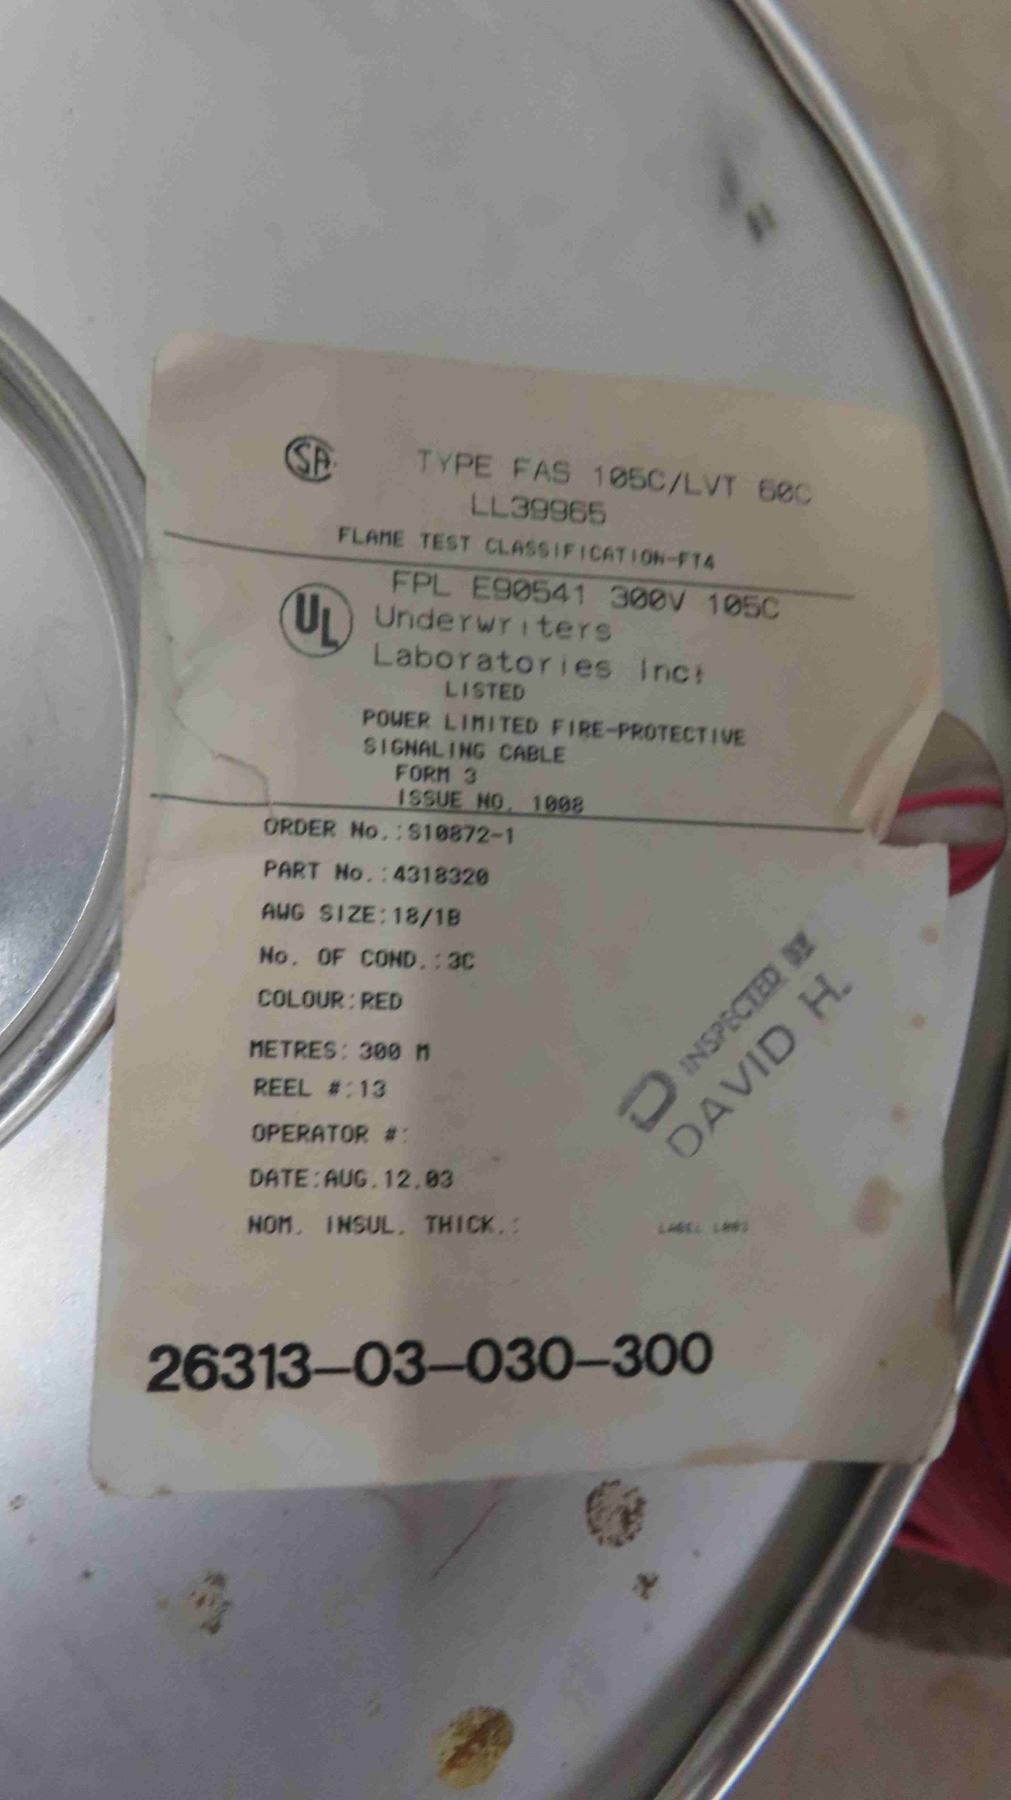 SA
TYPE FAS 105C/LVT 60C
LL39965
FLAME TEST CLASSIFICATION-FT4
FPL E90541 300V 105C
UL
Underwriters
Laboratories Inc.
LISTED
POWER LIMITED FIRE-PROTECTIVE
SIGNALING CABLE
FORM 3
ISSUE NO. 1008
ORDER No.:S10872-1
PART No.:4318320
AWG SIZE:18/1B
No. OF COND.:3C
COLOUR:RED
METRES: 300 M
REEL #:13
OPERATOR #:
DATE:AUG.12.03
NOM. INSUL. THICK.:
INSPECTED BY
DAVID H.
26313-03-030-300